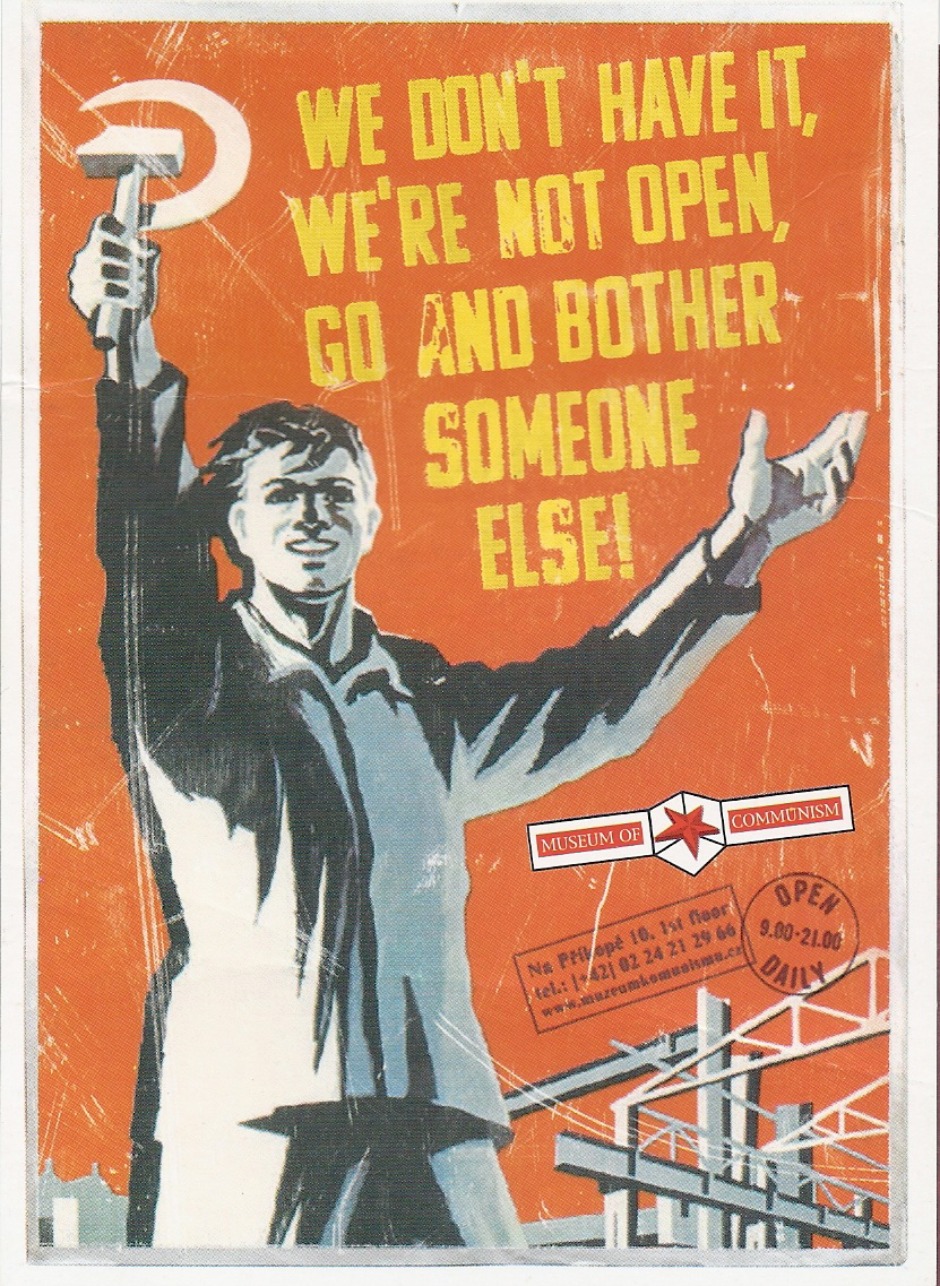 WE DON'T HAVE IT,
WE'RE NOT OPEN,
GO AND BOTHER
SOMEONE
ELSE!
MUSEUM OF COMMUNISM
Na Příkopě 10, 1st floor
tel.: |+42| 02 24 21 29 66
www.muzeumkomunismu.cz
OPEN
9.00-21.00
DAILY